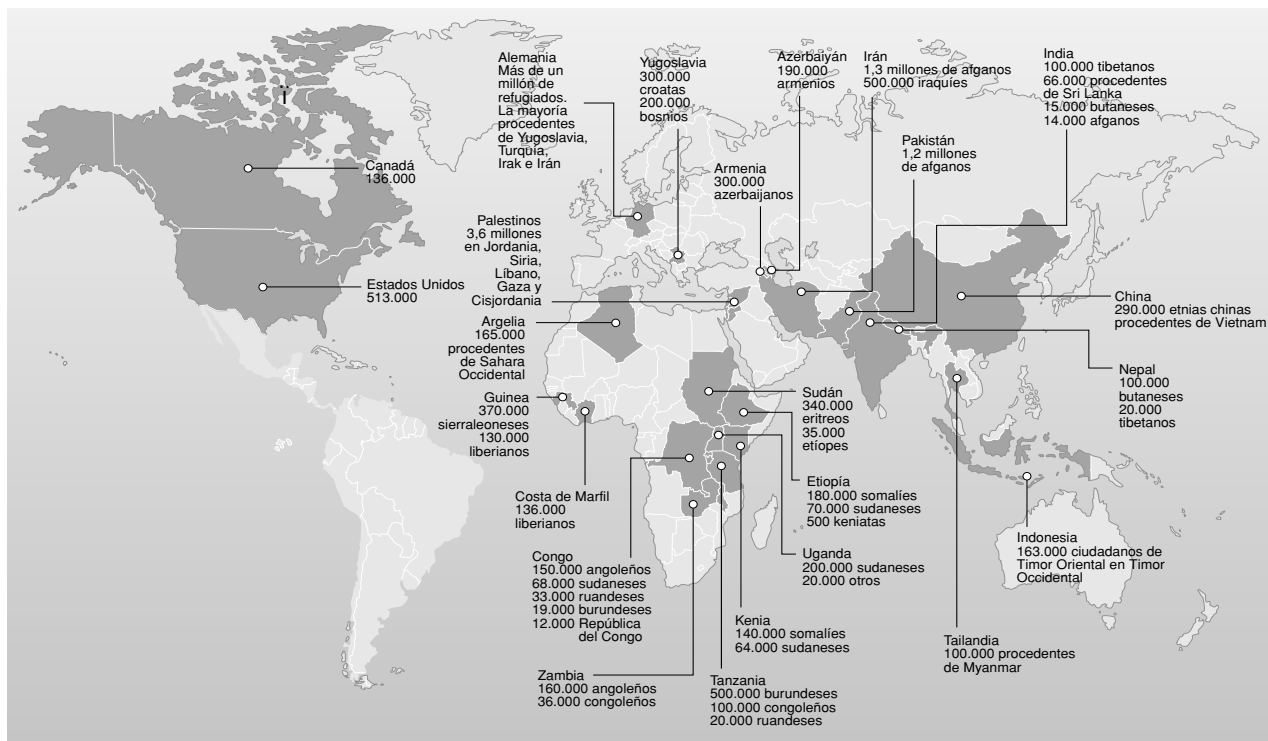 Alemania
Más de un
millón de
refugiados.
La mayoría
procedentes
de Yugoslavia,
Turquía,
Irak e Irán
Yugoslavia
300.000
croatas
200.000
bosnios
Azerbaiyán
190.000
armenios
Irán
1,3 millones de afganos
500.000 iraquíes
India
100.000 tibetanos
66.000 procedentes
de Sri Lanka
15.000 butaneses
14.000 afganos
Pakistán
1,2 millones
de afganos
Armenia
300.000
azerbaijanos
ï
Canadá
136.000
Estados Unidos
513.000
Palestinos
3,6 millones
en Jordania,
Siria,
Líbano,
Gaza y
Cisjordania
Argelia
165.000
procedentes
de Sahara
Occidental
Guinea
370.000
sierraleoneses
130.000
liberianos
Costa de Marfil
136.000
liberianos
Congo
150.000 angoleños
68.000 sudaneses
33.000 ruandeses
19.000 burundeses
12.000 República
del Congo
Zambia
160.000 angoleños
36.000 congoleños
Sudán
340.000
eritreos
35.000
etíopes
Etiopía
180.000 somalíes
70.000 sudaneses
500 keniatas
Uganda
200.000 sudaneses
20.000 otros
Kenia
140.000 somalíes
64.000 sudaneses
Tanzania
500.000 burundeses
100.000 congoleños
20.000 ruandeses
China
290.000 etnias chinas
procedentes de Vietnam
Nepal
100.000
butaneses
20.000
tibetanos
Indonesia
163.000 ciudadanos de
Timor Oriental en Timor
Occidental
Tailandia
100.000 procedentes
de Myanmar